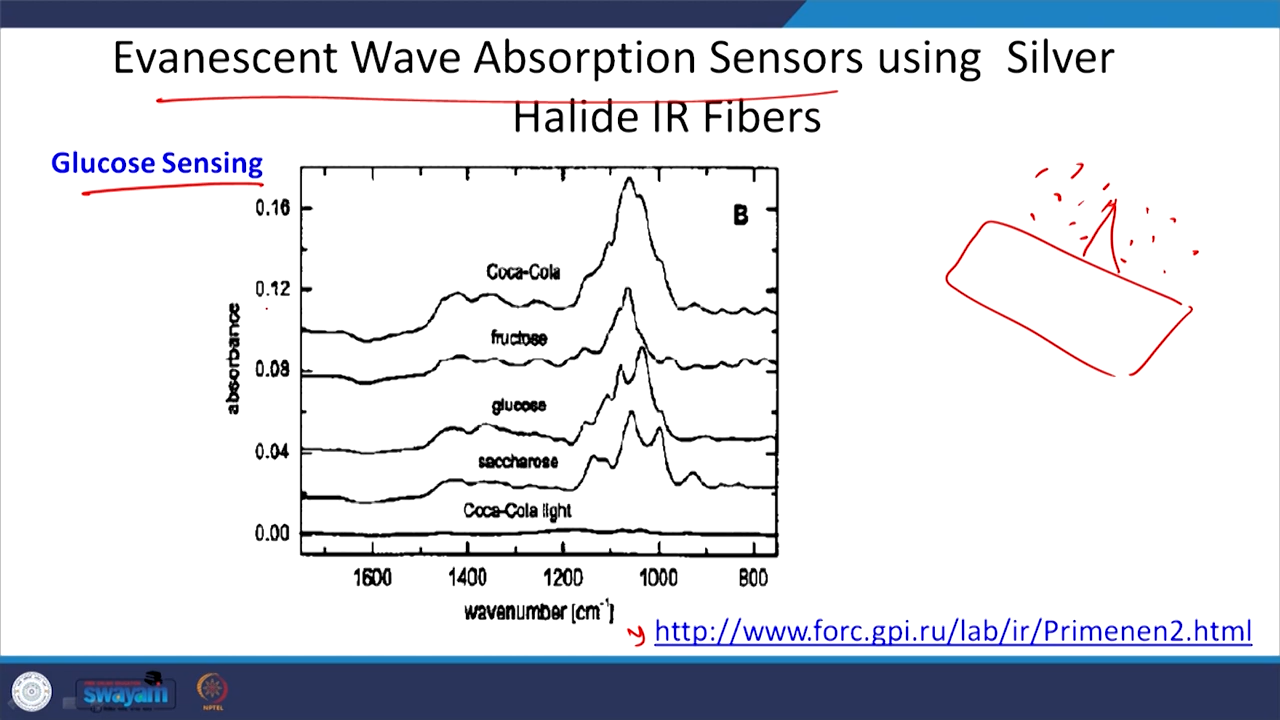 Evanescent Wave Absorption Sensors using Silver
Halide IR Fibers
Glucose Sensing
B
0.16
Coca-Cola
0.12
fructose
0.08
absorbance
glucose
0.04
saccharose
Coca-Cola light
0.00
1600 1400 1200 1000 800
wavenumber [cm⁻¹]
http://www.forc.gpi.ru/lab/ir/Primenen2.html
swayam
NPTEL